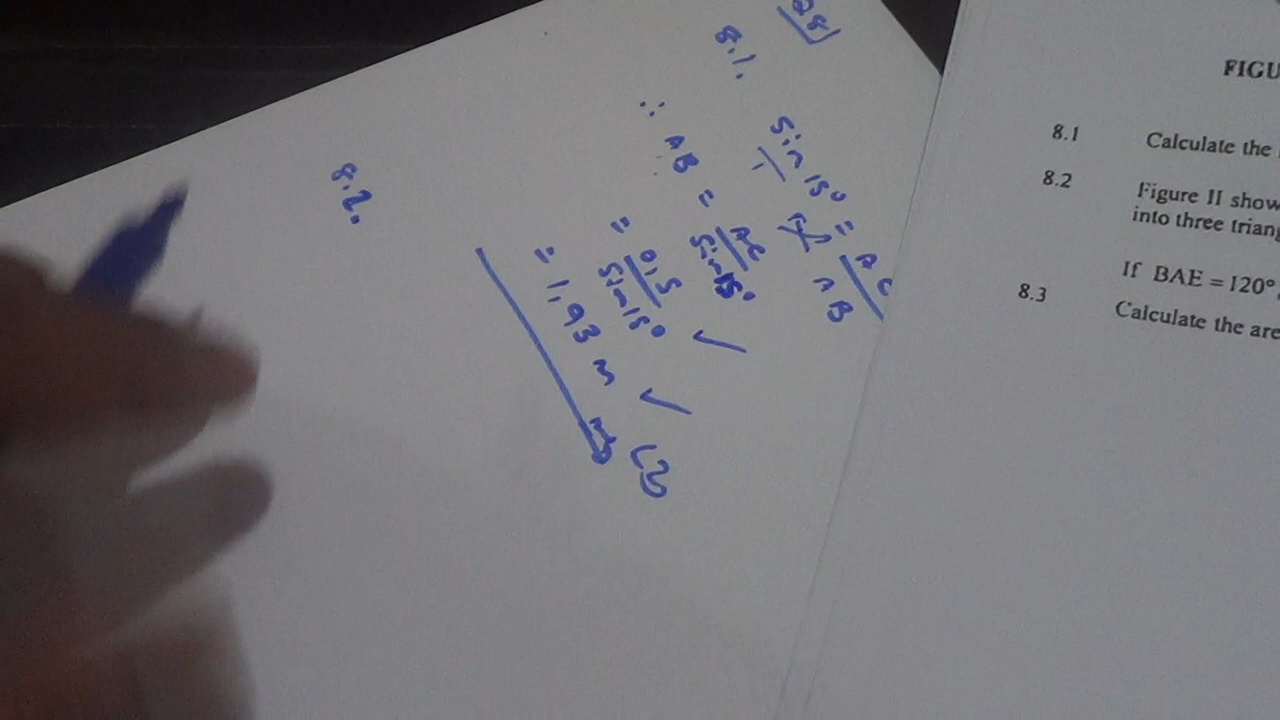 Q8
8.1.
sin 15° = AC
1 AB
∴ AB = AC
sin 15°
= 0,5
sin 15°
= 1,93 m
8.2.
FIGU
8.1 Calculate the
8.2 Figure II show
into three triang
If BAE = 120°
8.3 Calculate the are